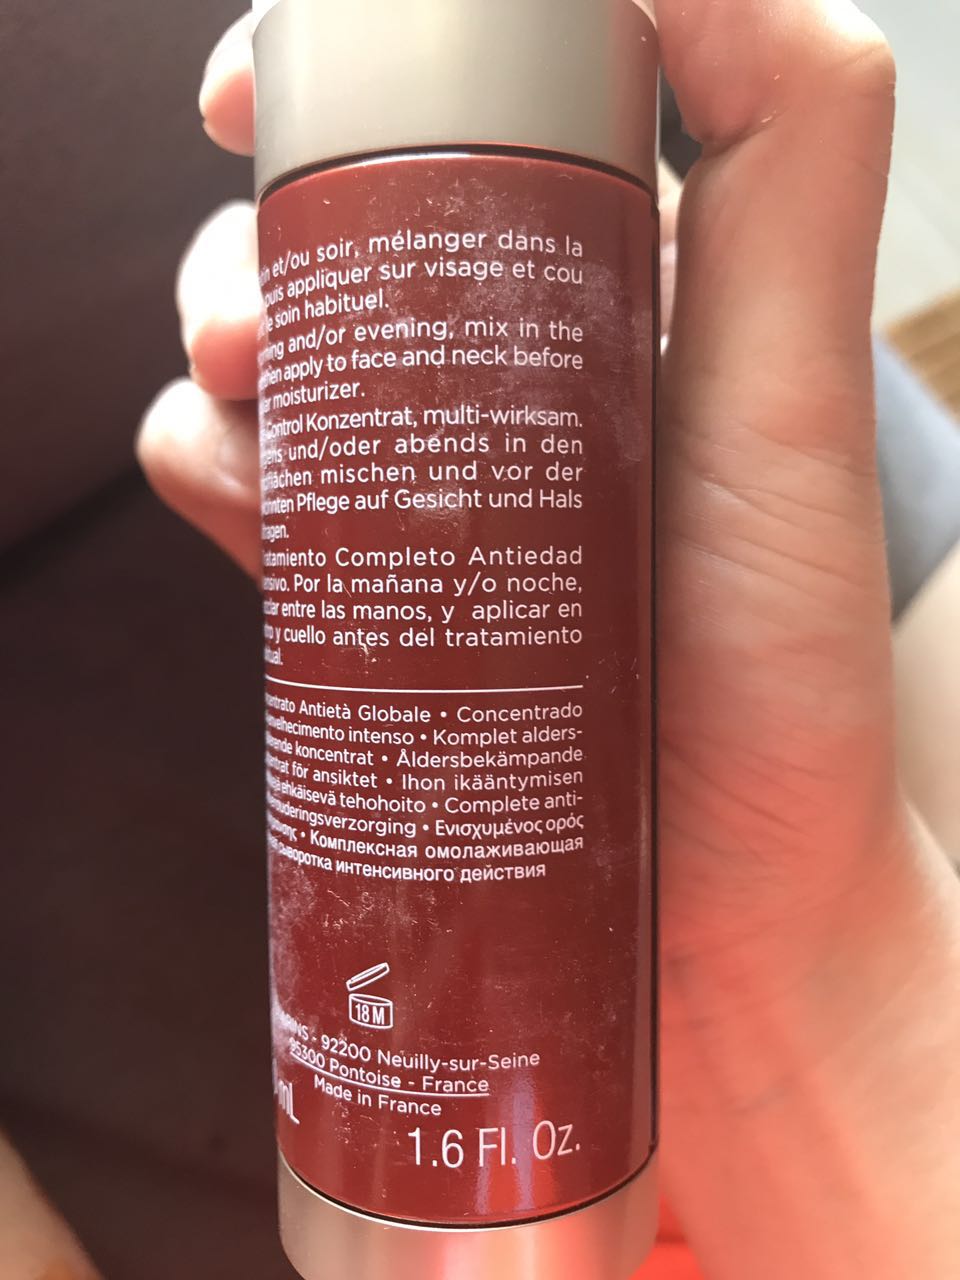 et/ou soir, mélanger dans la
puis appliquer sur visage et cou
le soin habituel.
and/or evening, mix in the
then apply to face and neck before
moisturizer.
Control Konzentrat, multi-wirksam.
und/oder abends in den
mischen und vor der
Pflege auf Gesicht und Hals
Completo Antiedad
Por la mañana y/o noche,
entre las manos, y aplicar en
y cuello antes del tratamiento
Antietà Globale • Concentrado
intenso • Komplet alders-
koncentrat • Åldersbekämpande
för ansiktet • Ihon ikääntymisen
ehkäisevä tehohoito • Complete anti-
• Ενισχυμένος ορός
• Комплексная омолаживающая
сыворотка интенсивного действия
18 M
- 92200 Neuilly-sur-Seine
95300 Pontoise - France
Made in France
mL
1.6 Fl. Oz.